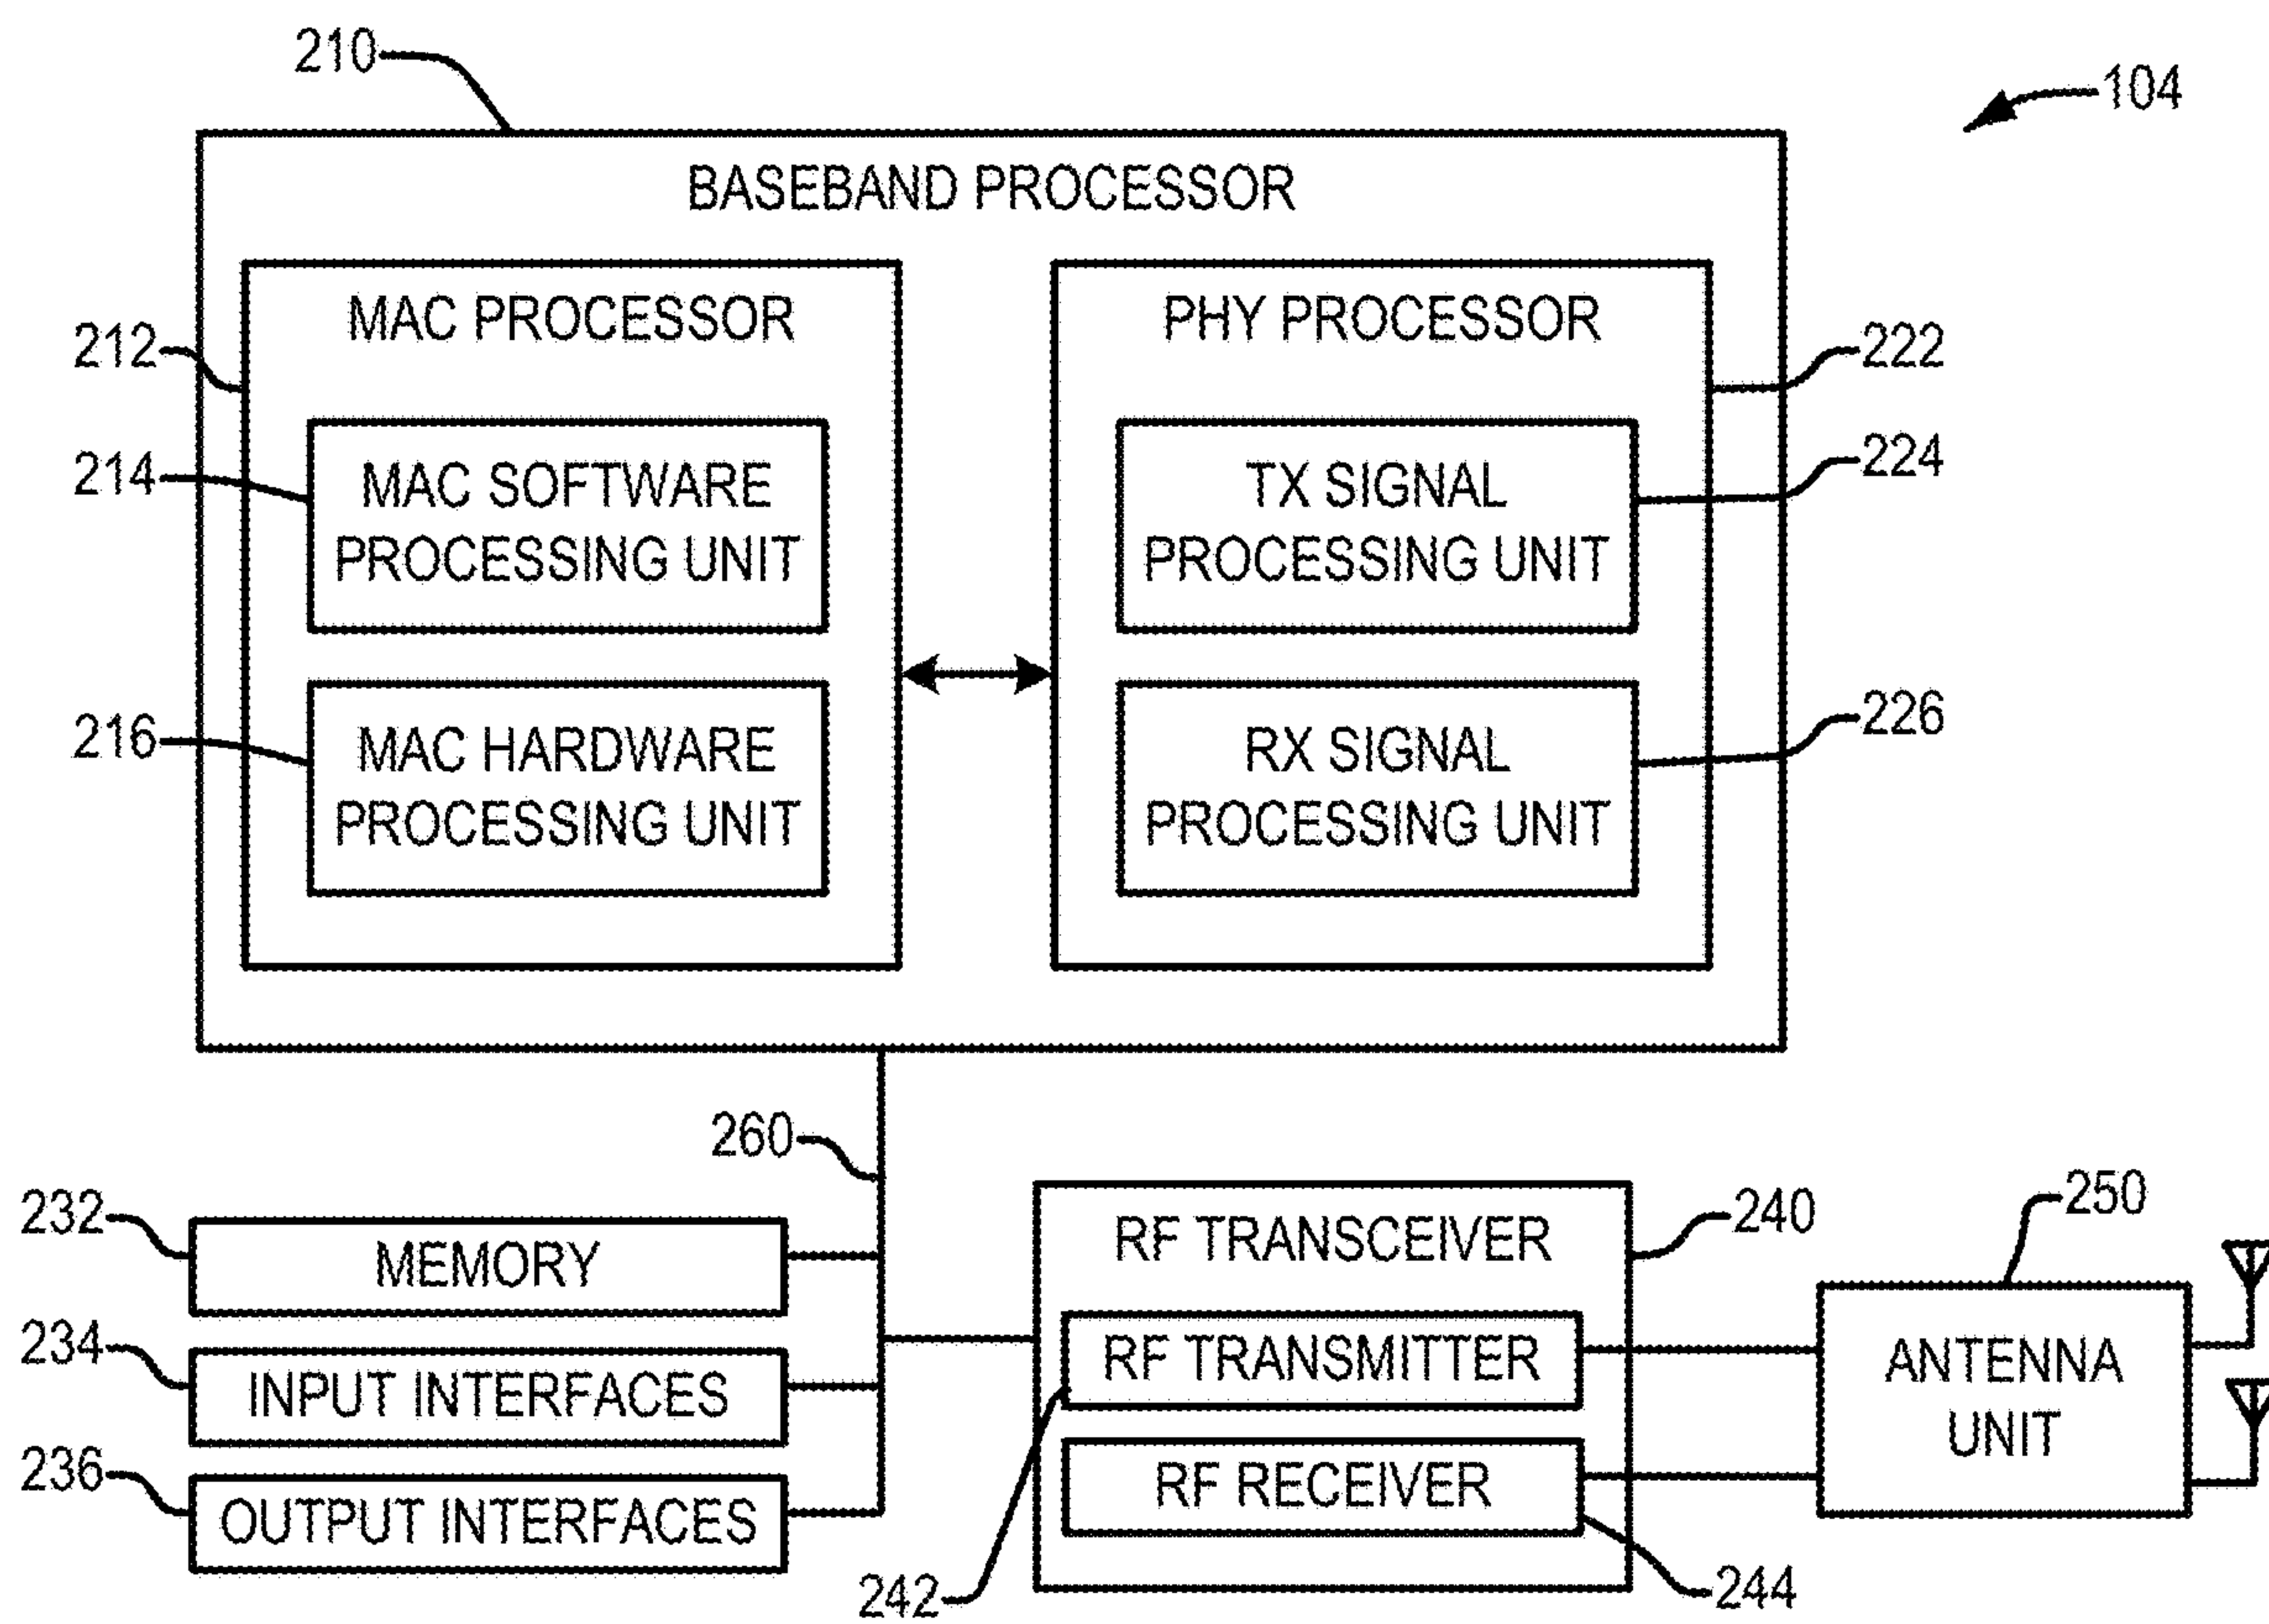 210
104
BASEBAND PROCESSOR
MAC PROCESSOR
PHY PROCESSOR
212
222
214
MAC SOFTWARE
PROCESSING UNIT
TX SIGNAL
PROCESSING UNIT
224
216
MAC HARDWARE
PROCESSING UNIT
RX SIGNAL
PROCESSING UNIT
226
260
232
MEMORY
234
INPUT INTERFACES
236
OUTPUT INTERFACES
RF TRANSCEIVER
240
RF TRANSMITTER
242
RF RECEIVER
244
250
ANTENNA
UNIT